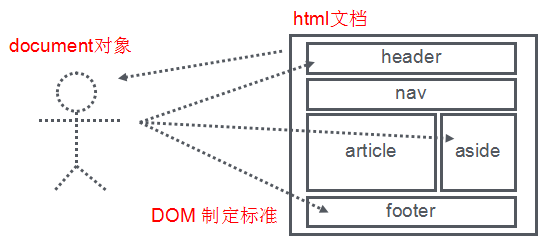 html文档
document对象
header
nav
article
aside
footer
DOM 制定标准